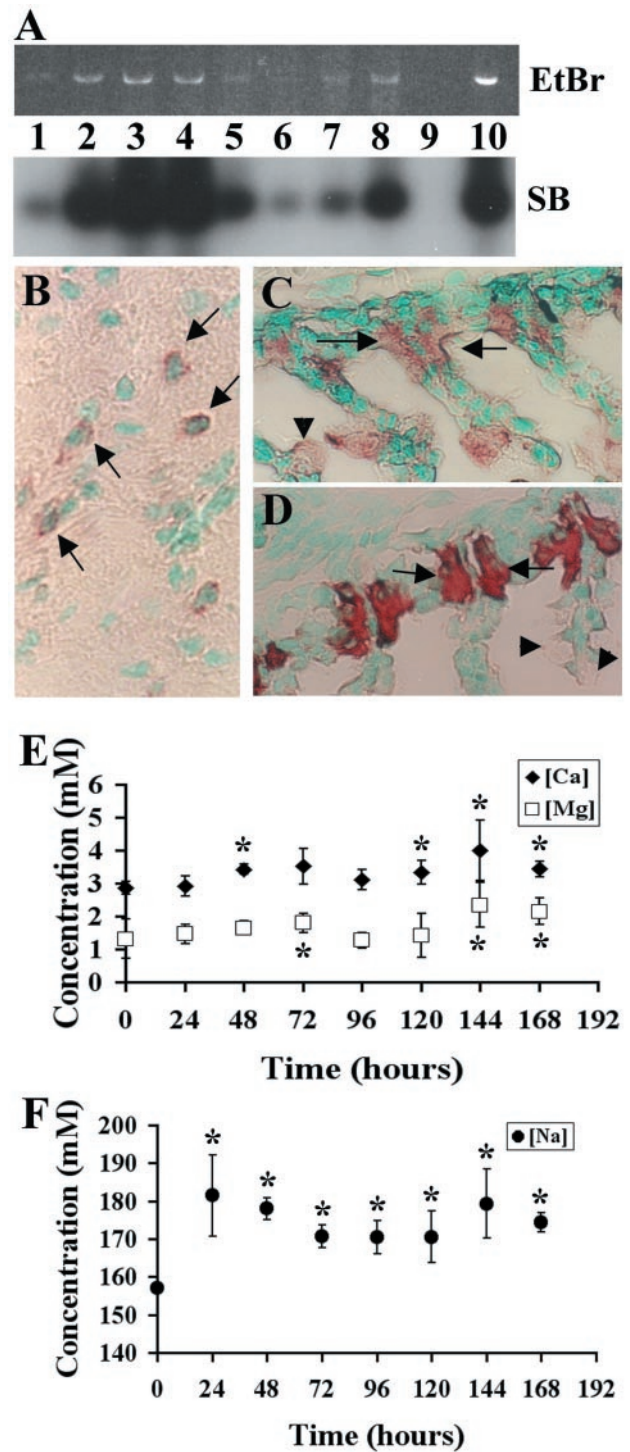 A
EtBr
1 2 3 4 5 6 7 8 9 10
SB
B
C
D
E
Concentration (mM)
6
5
4
3
2
1
0
[Ca]
[Mg]
* * * *
* * *
0 24 48 72 96 120 144 168 192
Time (hours)
F
Concentration (mM)
200
190
180
170
160
150
140
[Na]
* * * * * * *
0 24 48 72 96 120 144 168 192
Time (hours)